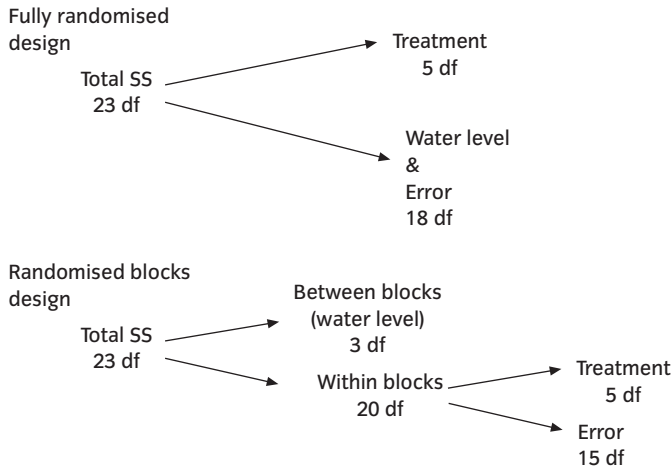 Fully randomised
design
Total SS
23 df
Treatment
5 df
Water level
&
Error
18 df
Randomised blocks
design
Total SS
23 df
Between blocks
(water level)
3 df
Within blocks
20 df
Treatment
5 df
Error
15 df